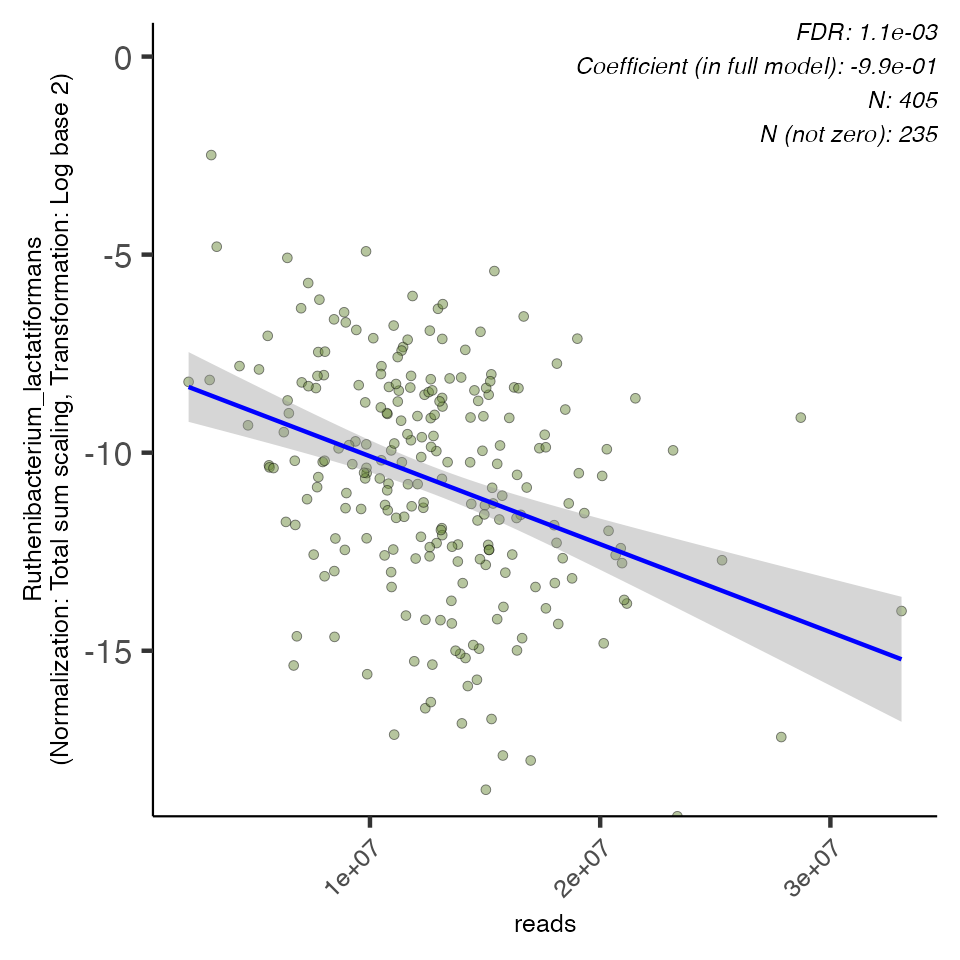 FDR: 1.1e-03
Coefficient (in full model): -9.9e-01
N: 405
N (not zero): 235
Ruthenibacterium_lactatiformans
(Normalization: Total sum scaling, Transformation: Log base 2)
0
-5
-10
-15
1e+07
2e+07
3e+07
reads